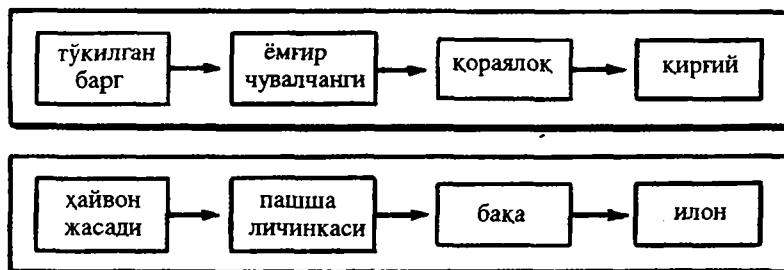 тўкилган
барг
ёмғир
чувалчанги
қораялоқ
қирғий
ҳайвон
жасади
пашша
личинкаси
бақа
илон